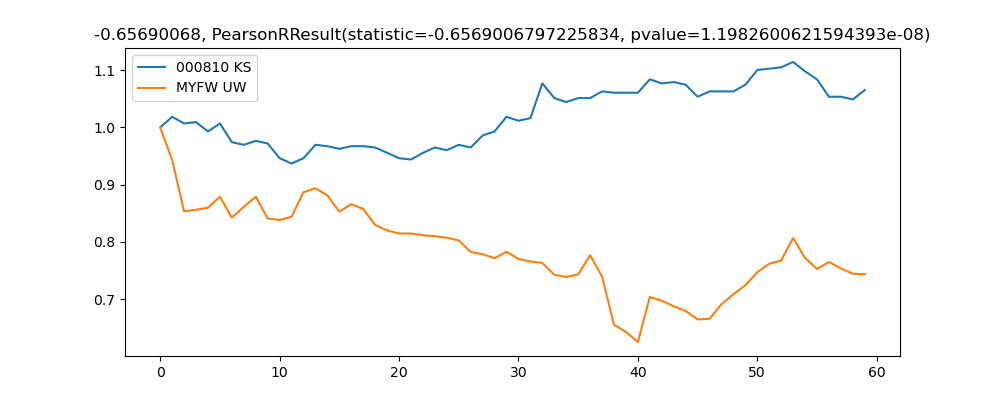 -0.65690068, PearsonRResult(statistic=-0.6569006797225834, pvalue=1.1982600621594393e-08)
000810 KS
MYFW UW
1.1
1.0
0.9
0.8
0.7
0 10 20 30 40 50 60